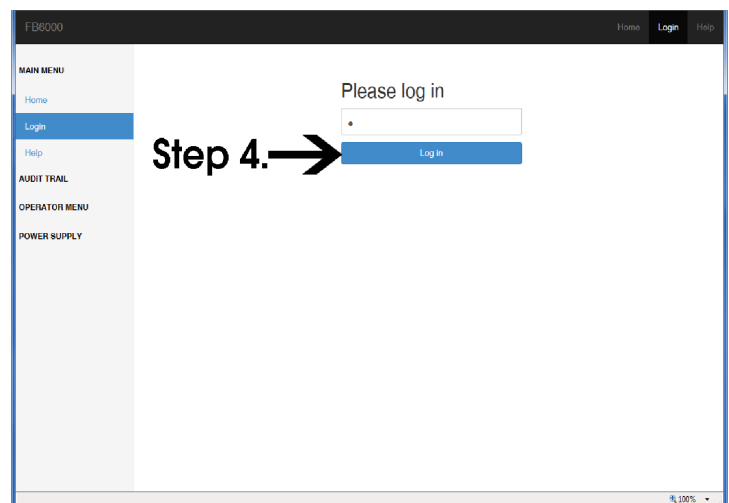 FB6000
Home Login Help
MAIN MENU
Home
Login
Help
AUDIT TRAIL
OPERATOR MENU
POWER SUPPLY
Please log in
Step 4.
Log in
100%